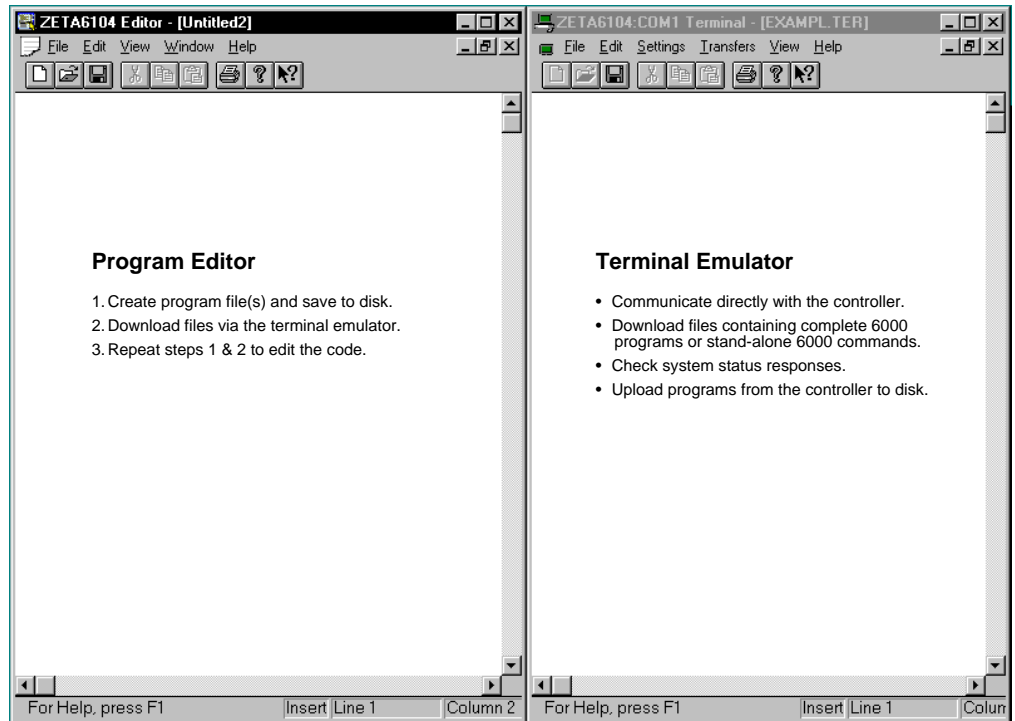 ZETA6104 Editor - [Untitled2]
File Edit View Window Help
Program Editor
1. Create program file(s) and save to disk.
2. Download files via the terminal emulator.
3. Repeat steps 1 & 2 to edit the code.
For Help, press F1 Insert Line 1 Column 2
ZETA6104:COM1 Terminal - [EXAMPL.TER]
File Edit Settings Transfers View Help
Terminal Emulator
• Communicate directly with the controller.
• Download files containing complete 6000
programs or stand-alone 6000 commands.
• Check system status responses.
• Upload programs from the controller to disk.
For Help, press F1 Insert Line 1 Colun